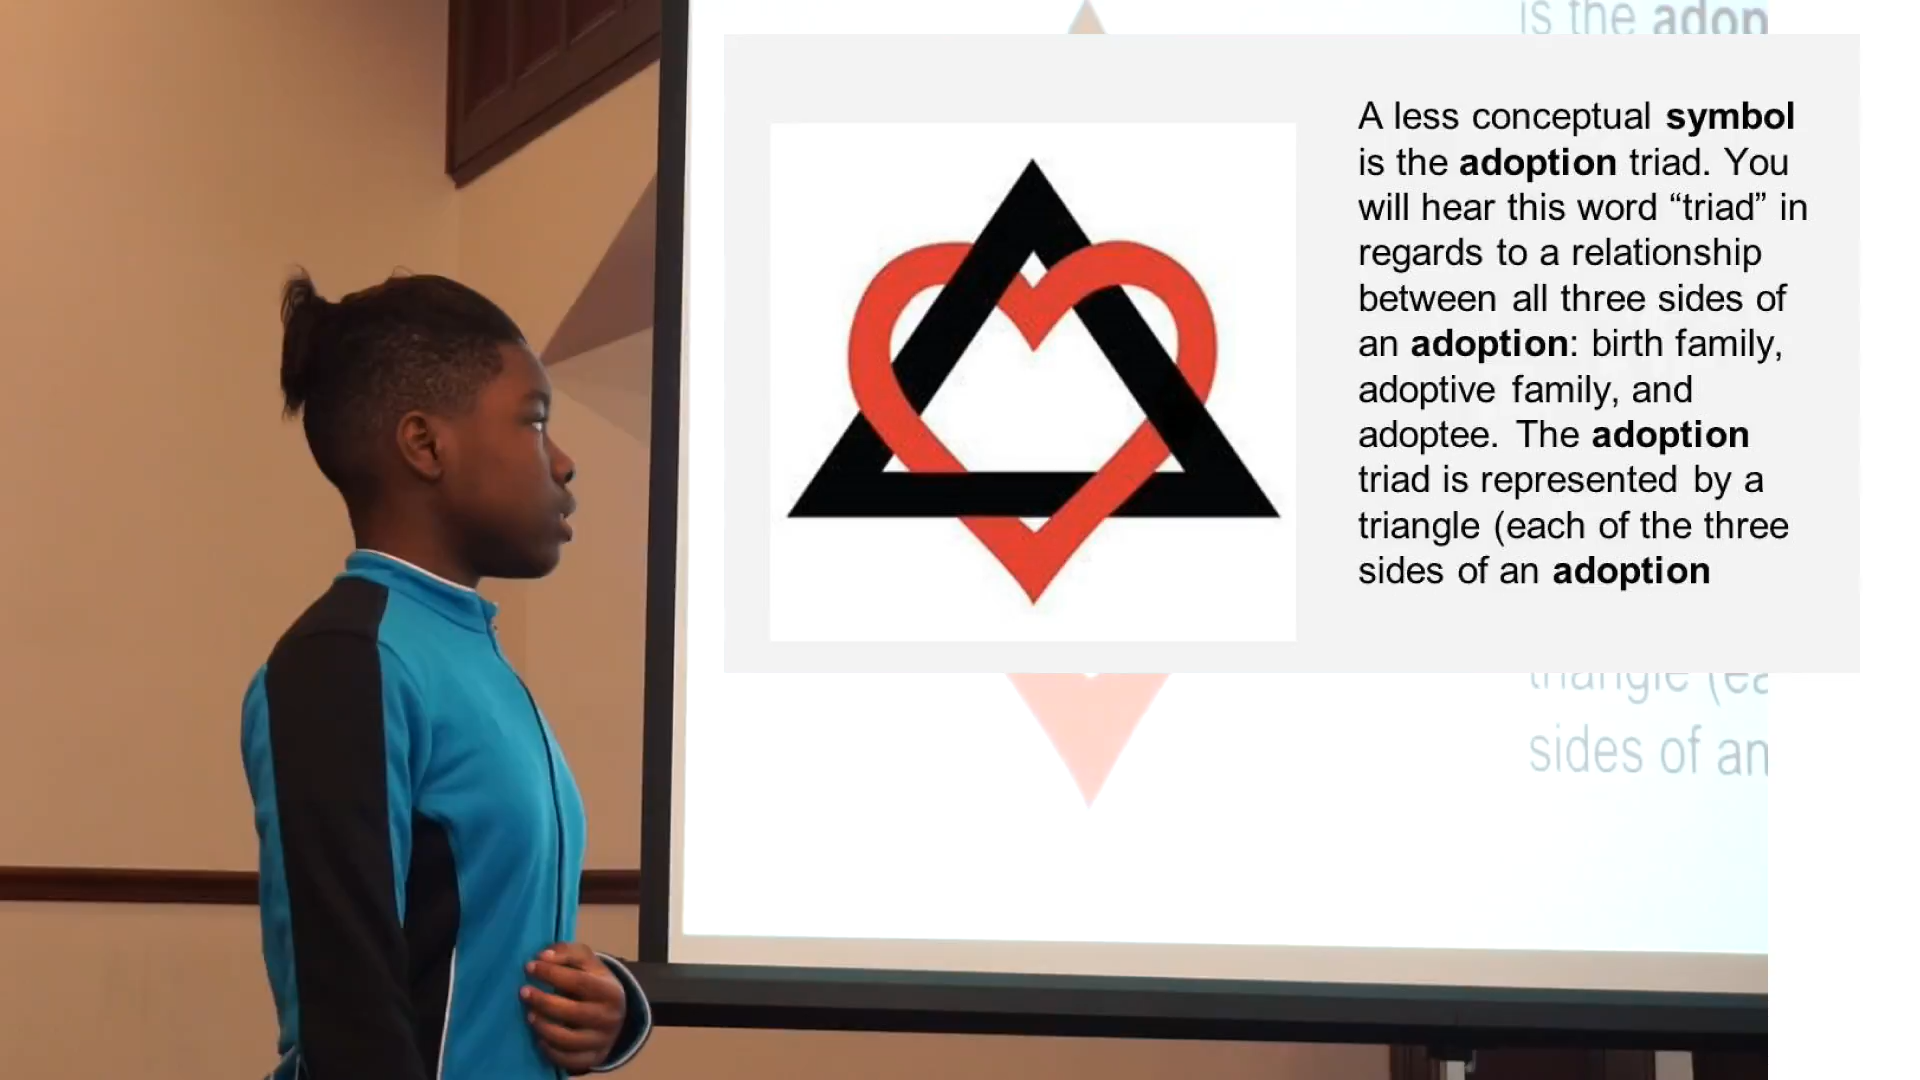 is the adop
A less conceptual symbol
is the adoption triad. You
will hear this word “triad” in
regards to a relationship
between all three sides of
an adoption: birth family,
adoptive family, and
adoptee. The adoption
triad is represented by a
triangle (each of the three
sides of an adoption
triangle (ea
sides of an